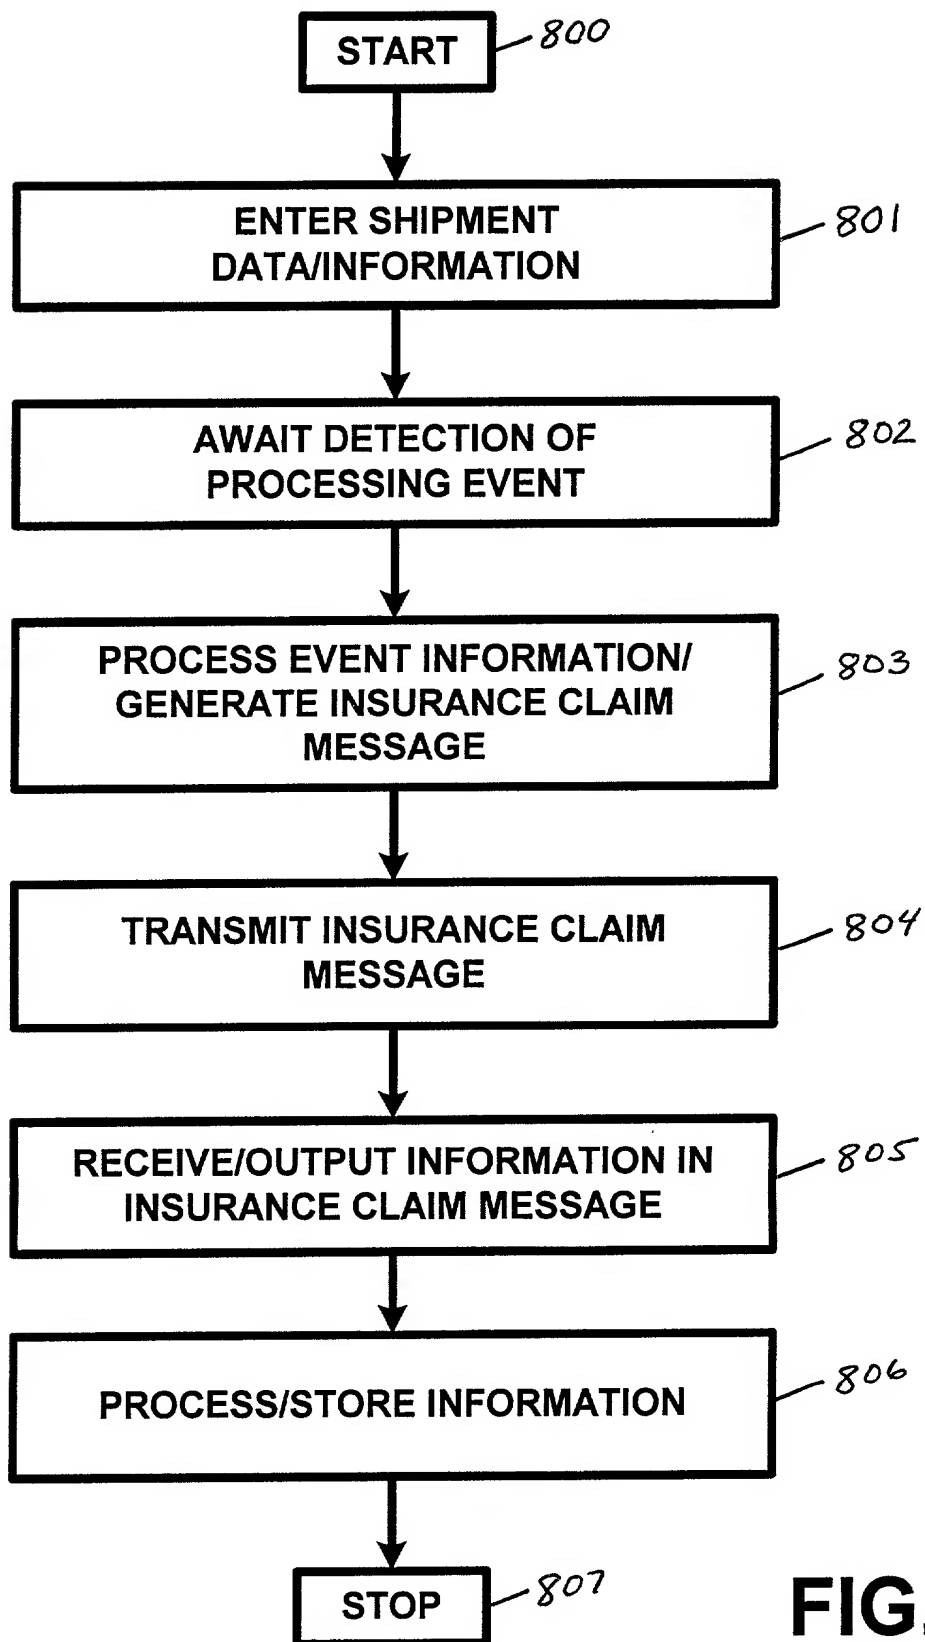 START
800
ENTER SHIPMENT
DATA/INFORMATION
801
AWAIT DETECTION OF
PROCESSING EVENT
802
PROCESS EVENT INFORMATION/
GENERATE INSURANCE CLAIM
MESSAGE
803
TRANSMIT INSURANCE CLAIM
MESSAGE
804
RECEIVE/OUTPUT INFORMATION IN
INSURANCE CLAIM MESSAGE
805
PROCESS/STORE INFORMATION
806
STOP
807
FIG.